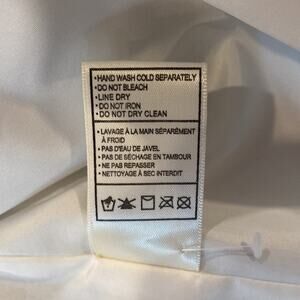 •HAND WASH COLD SEPARATELY
•DO NOT BLEACH
•LINE DRY
•DO NOT IRON
•DO NOT DRY CLEAN
•LAVAGE À LA MAIN SÉPARÉMENT
À FROID
•PAS D'EAU DE JAVEL
•PAS DE SÉCHAGE EN TAMBOUR
•NE PAS REPASSER
•NETTOYAGE À SEC INTERDIT